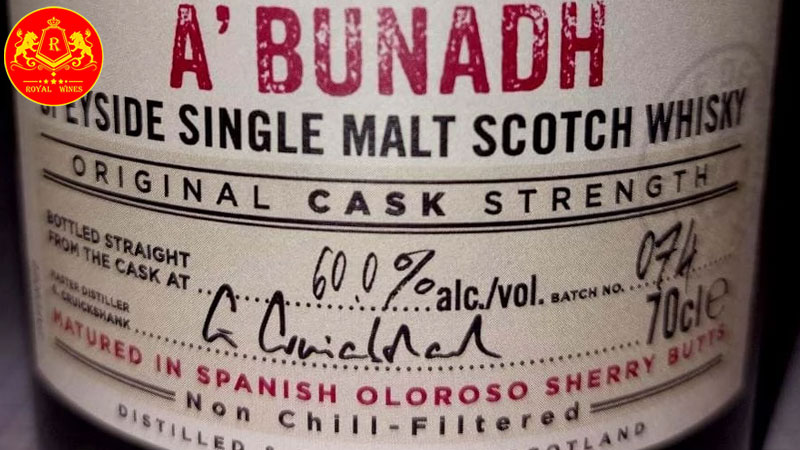 R
ROYAL WINES
A'BUNADH
SPEYSIDE SINGLE MALT SCOTCH WHISKY
ORIGINAL CASK STRENGTH
BOTTLED STRAIGHT
FROM THE CASK AT 60.0% alc./vol. BATCH NO. 074
MASTER DISTILLER
G. CRUICKSHANK G Cruickshank 70cl e
MATURED IN SPANISH OLOROSO SHERRY BUTTS
Non Chill-Filtered
DISTILLED